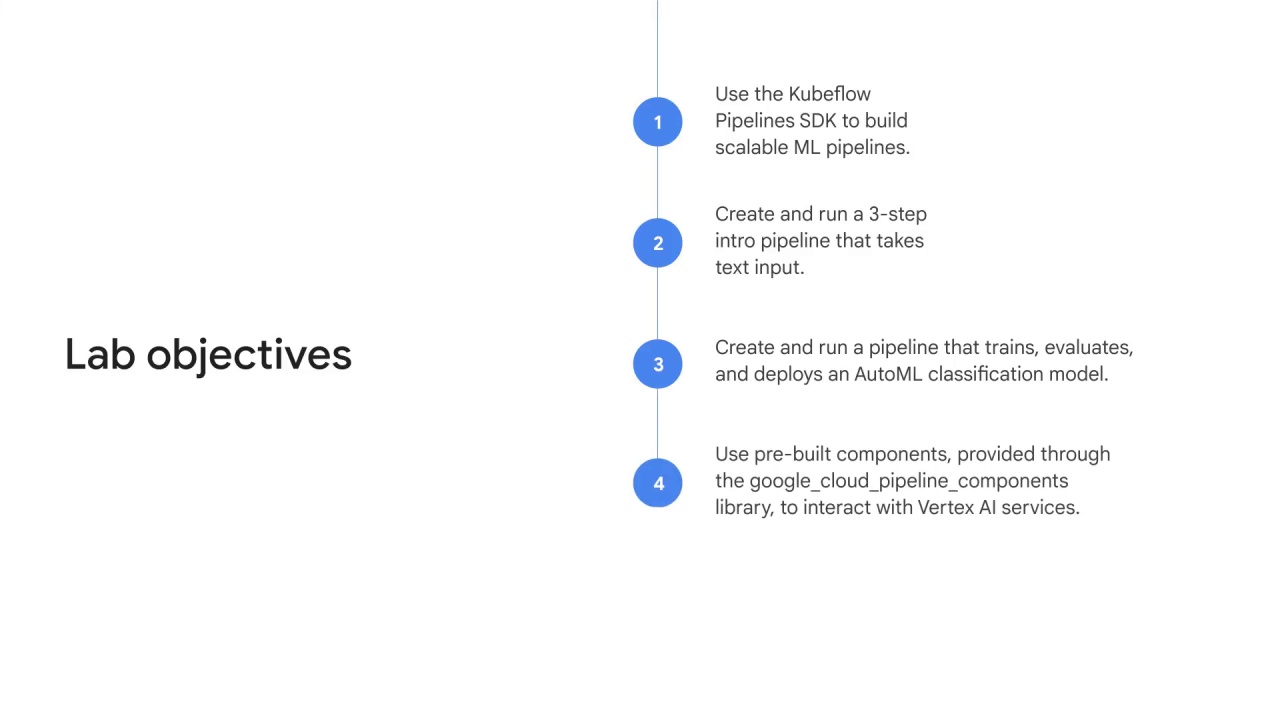 Lab objectives
1
Use the Kubeflow
Pipelines SDK to build
scalable ML pipelines.
2
Create and run a 3-step
intro pipeline that takes
text input.
3
Create and run a pipeline that trains, evaluates,
and deploys an AutoML classification model.
4
Use pre-built components, provided through
the google_cloud_pipeline_components
library, to interact with Vertex AI services.